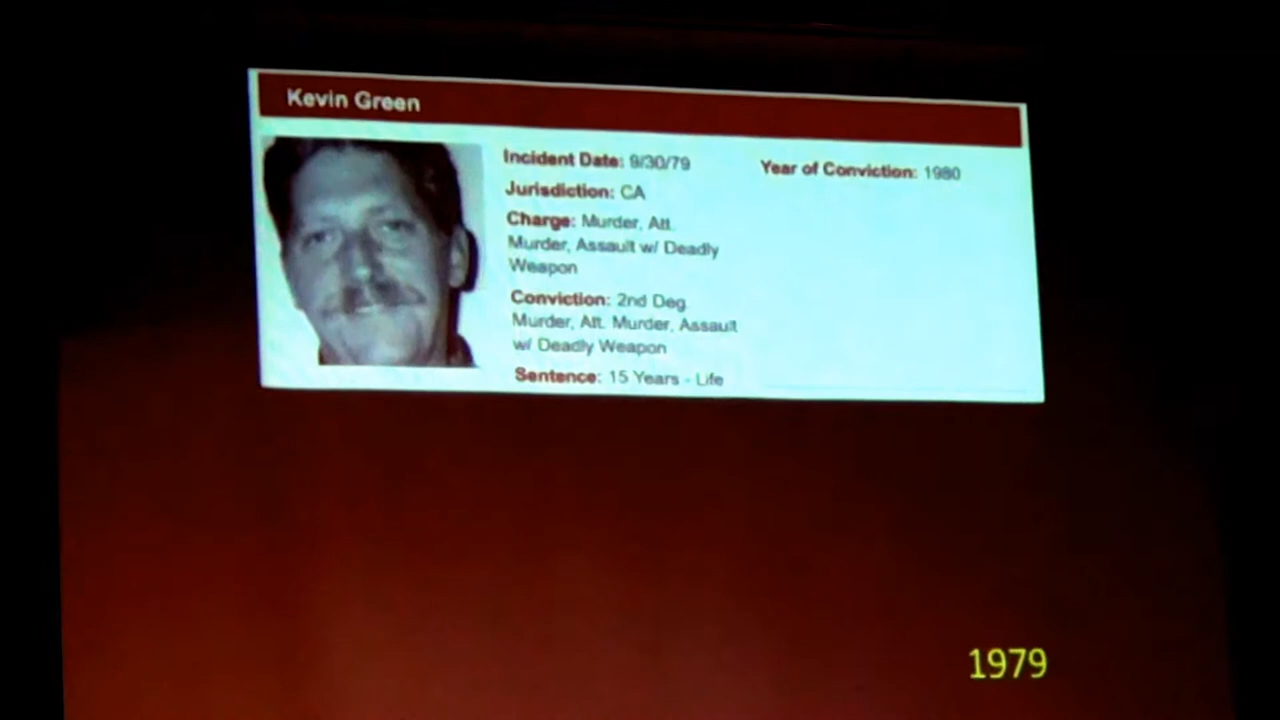 Kevin Green
Incident Date: 9/30/79
Year of Conviction: 1980
Jurisdiction: CA
Charge: Murder, Att.
Murder, Assault w/ Deadly
Weapon
Conviction: 2nd Deg.
Murder, Att. Murder, Assault
w/ Deadly Weapon
Sentence: 15 Years - Life
1979